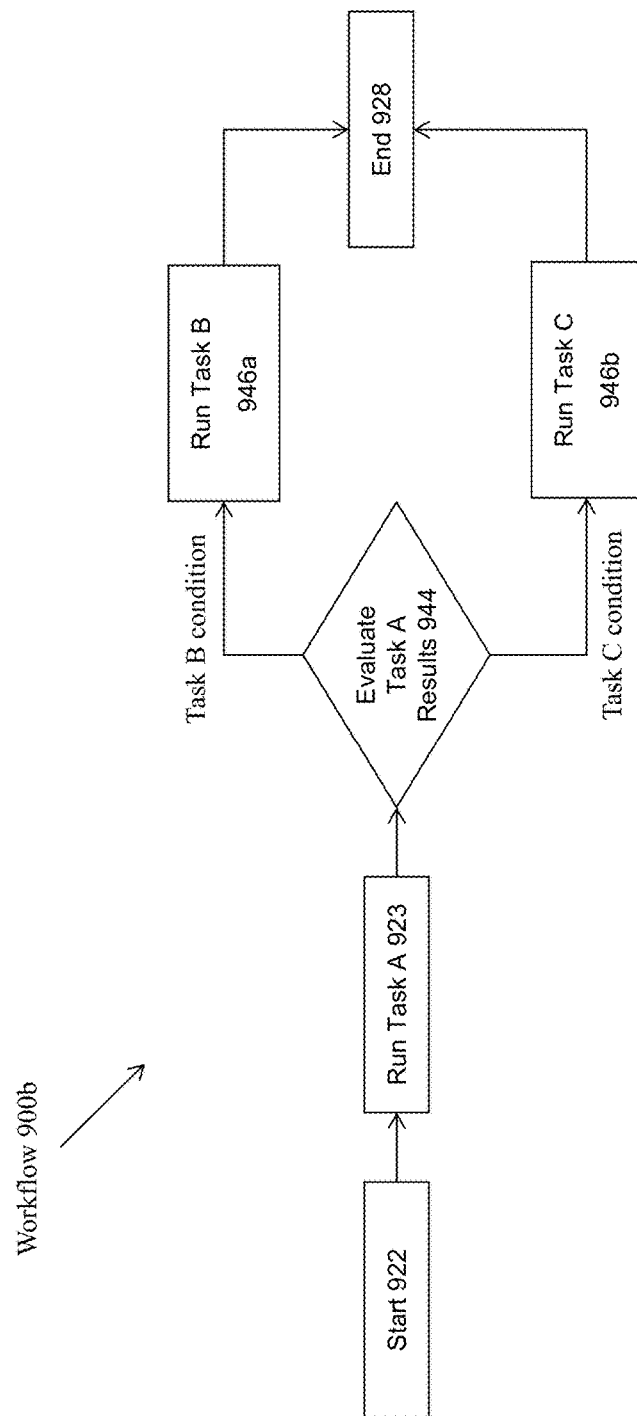 Workflow 900b
Start 922
Run Task A 923
Evaluate
Task A
Results 944
Task B condition
Run Task B
946a
Task C condition
Run Task C
946b
End 928